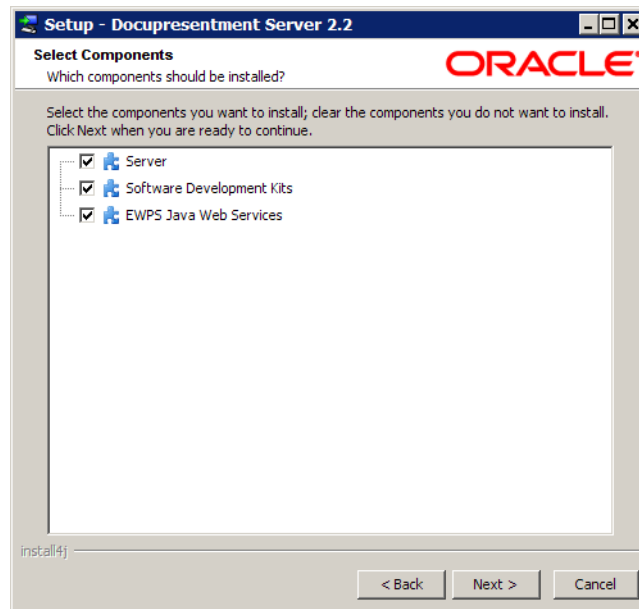 Setup - Docupresentment Server 2.2
Select Components
Which components should be installed?
ORACLE
Select the components you want to install; clear the components you do not want to install.
Click Next when you are ready to continue.
Server
Software Development Kits
EWPS Java Web Services
install4j
< Back
Next >
Cancel